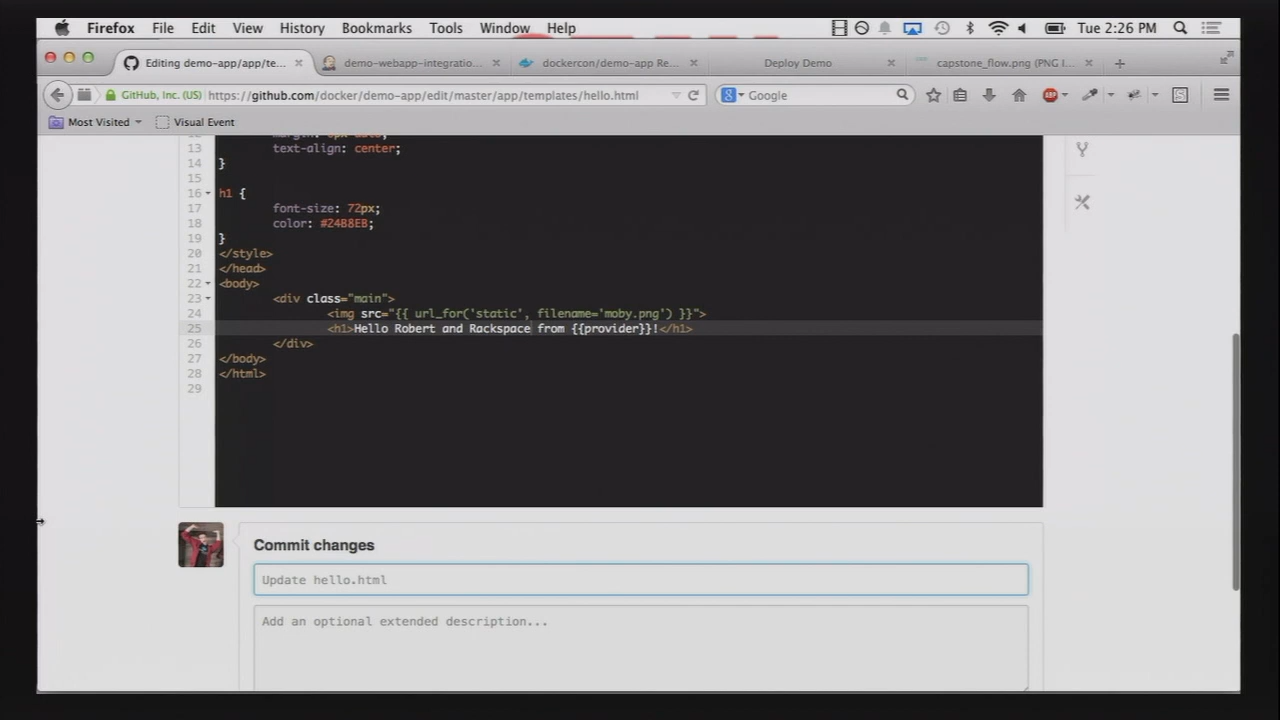 Firefox File Edit View History Bookmarks Tools Window Help Tue 2:26 PM
Editing demo-app/app/te... demo-webapp-integratio... dockercon/demo-app Re... Deploy Demo capstone_flow.png (PNG I...
GitHub, Inc. (US) https://github.com/docker/demo-app/edit/master/app/templates/hello.html Google
Most Visited Visual Event
13 text-align: center;
14 }
15
16 h1 {
17 font-size: 72px;
18 color: #24B8EB;
19 }
20 </style>
21 </head>
22 <body>
23 <div class="main">
24 <img src="{{ url_for('static', filename='moby.png') }}">
25 <h1>Hello Robert and Rackspace from {{provider}}!</h1>
26 </div>
27 </body>
28 </html>
29
Commit changes
Update hello.html
Add an optional extended description...